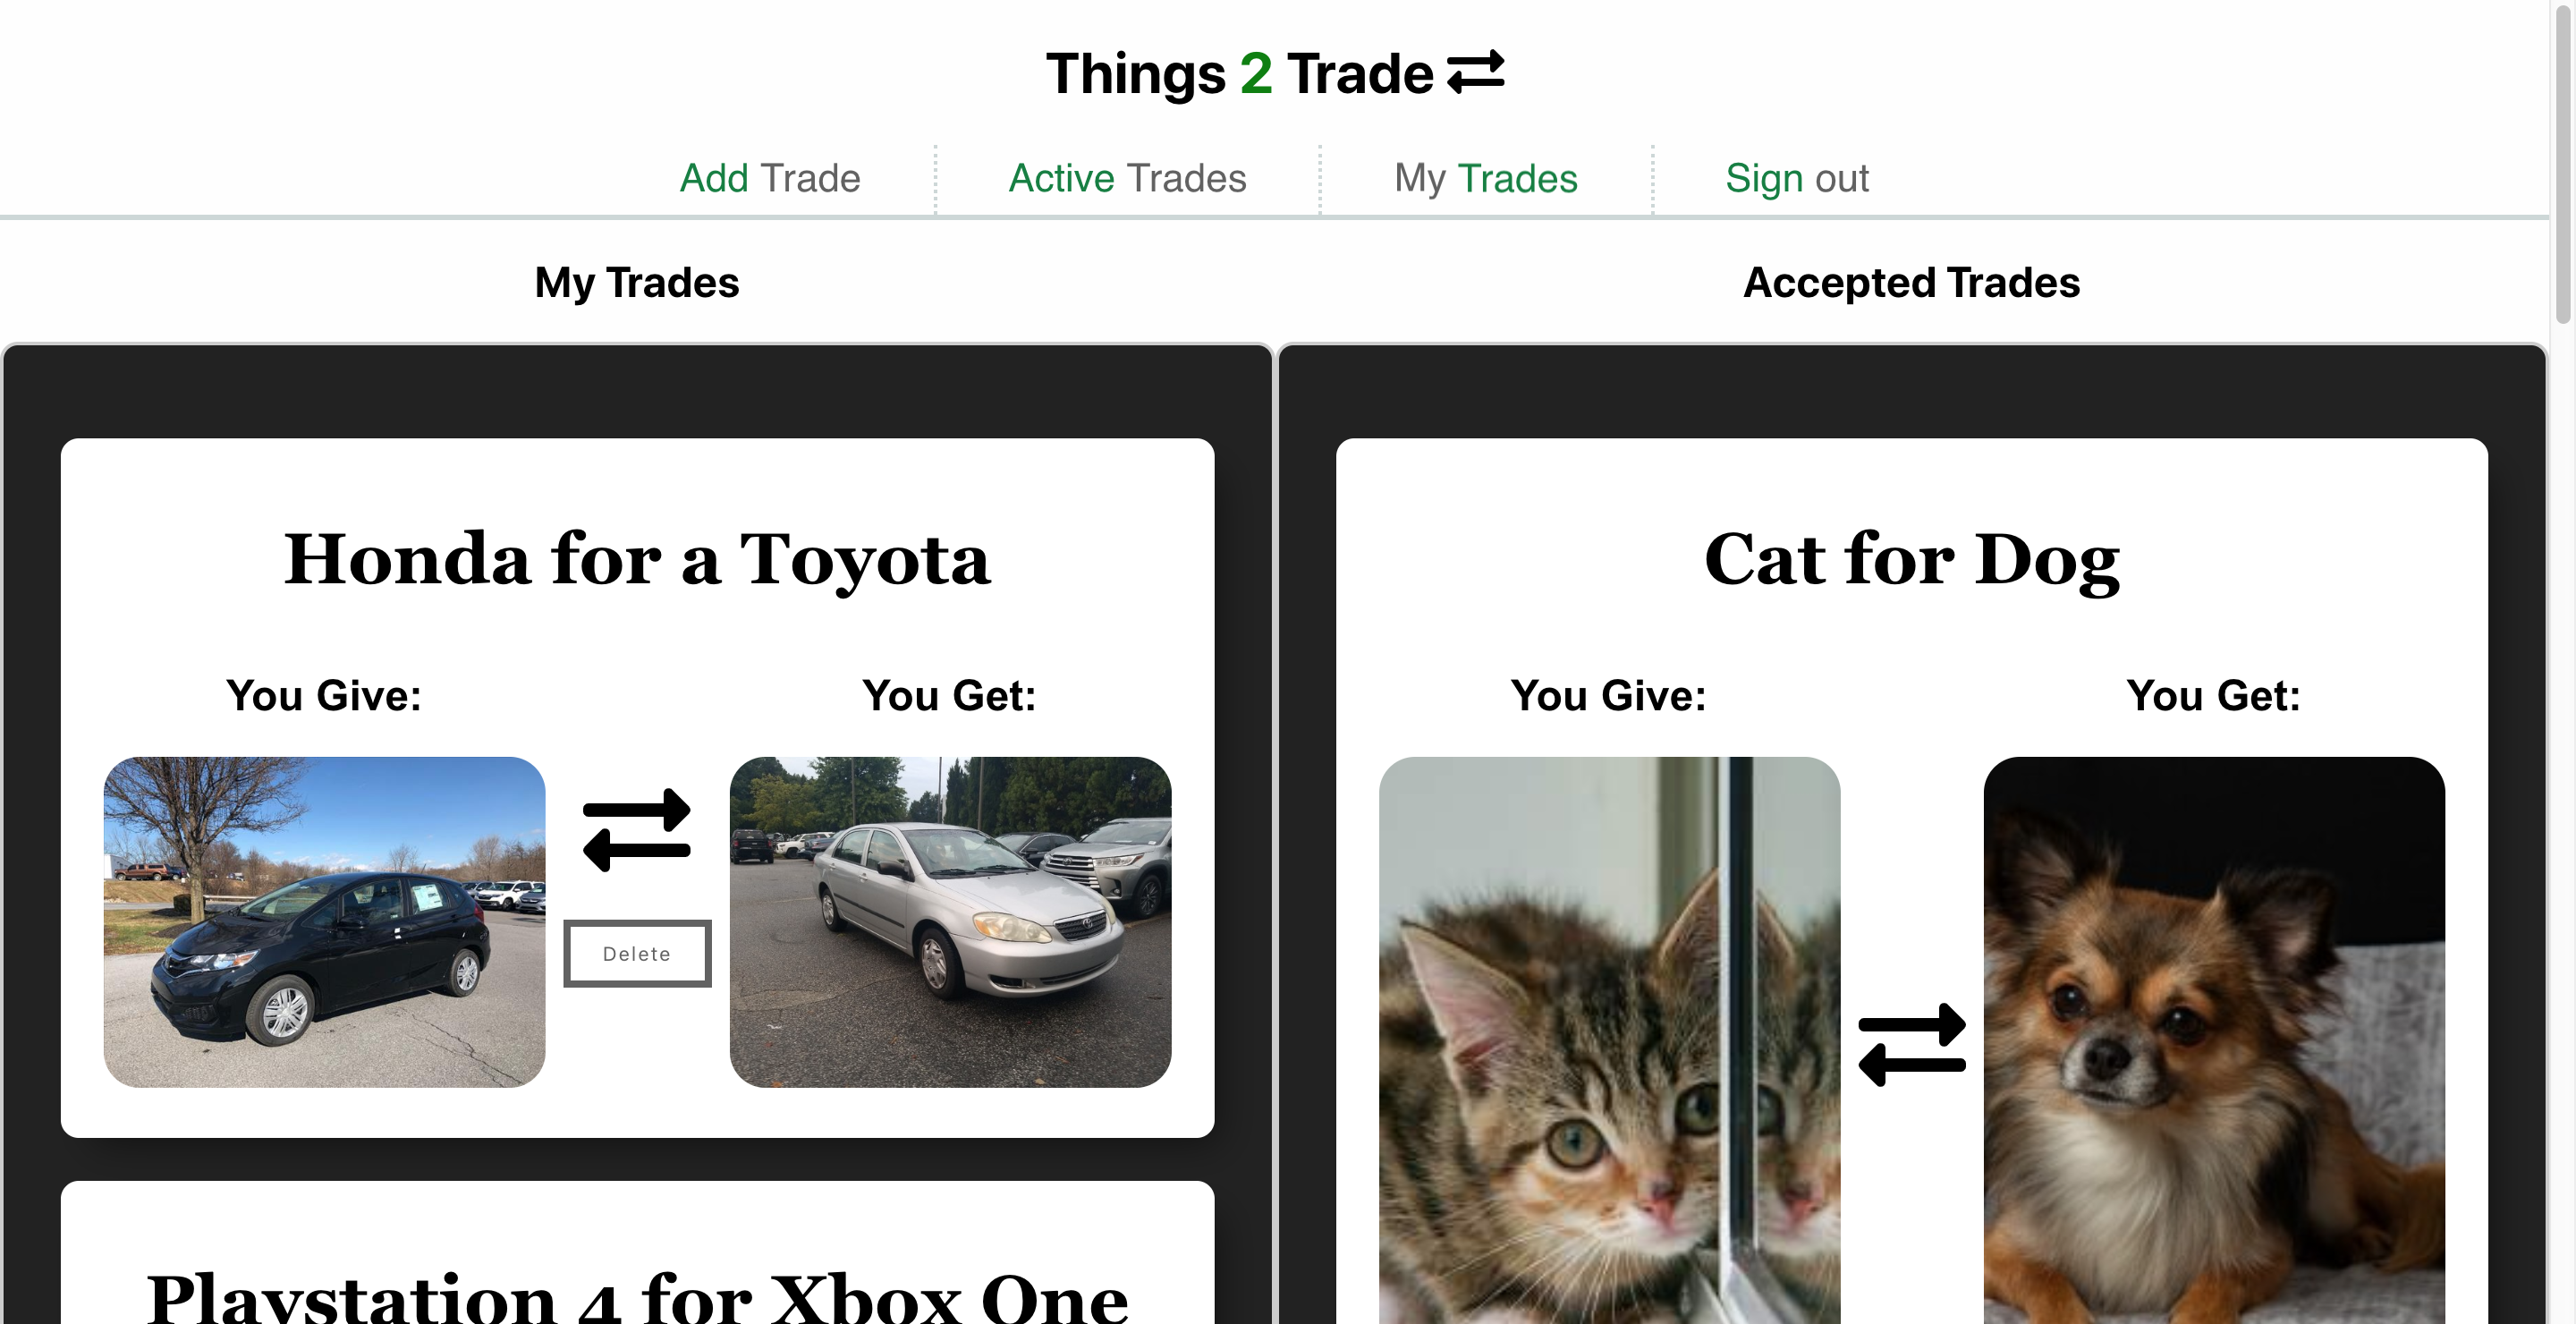 Things 2 Trade
Add Trade
Active Trades
My Trades
Sign out
My Trades
Accepted Trades
Honda for a Toyota
You Give:
You Get:
Delete
Cat for Dog
You Give:
You Get:
Playstation 4 for Xbox One